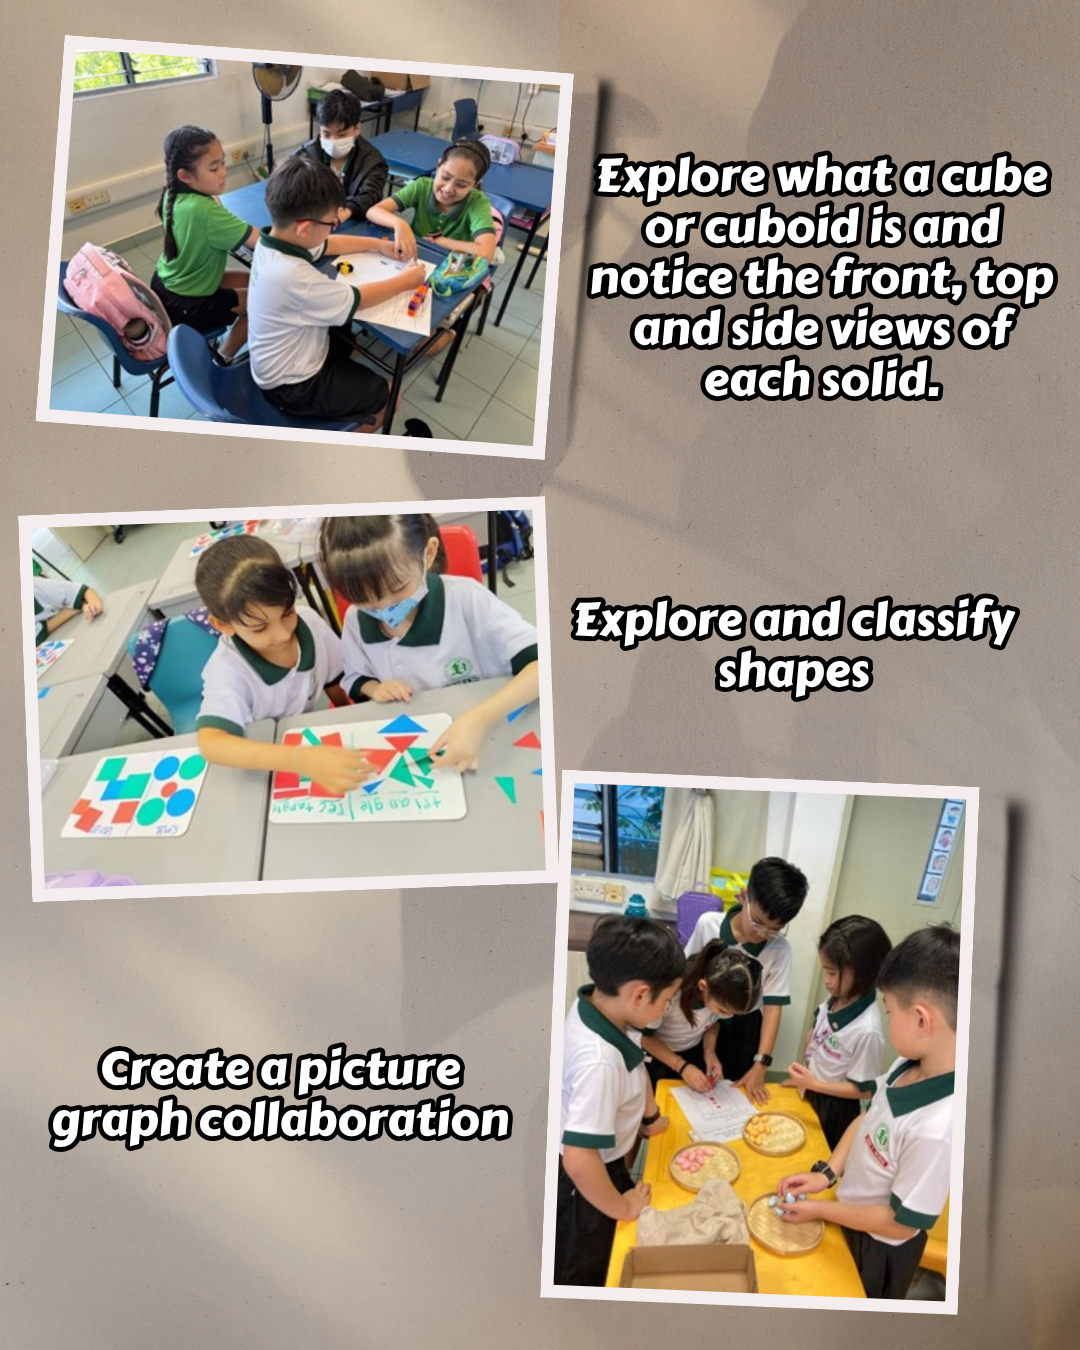 Explore what a cube
or cuboid is and
notice the front, top
and side views of
each solid.
Explore and classify
shapes
triangle
Create a picture
graph collaboration